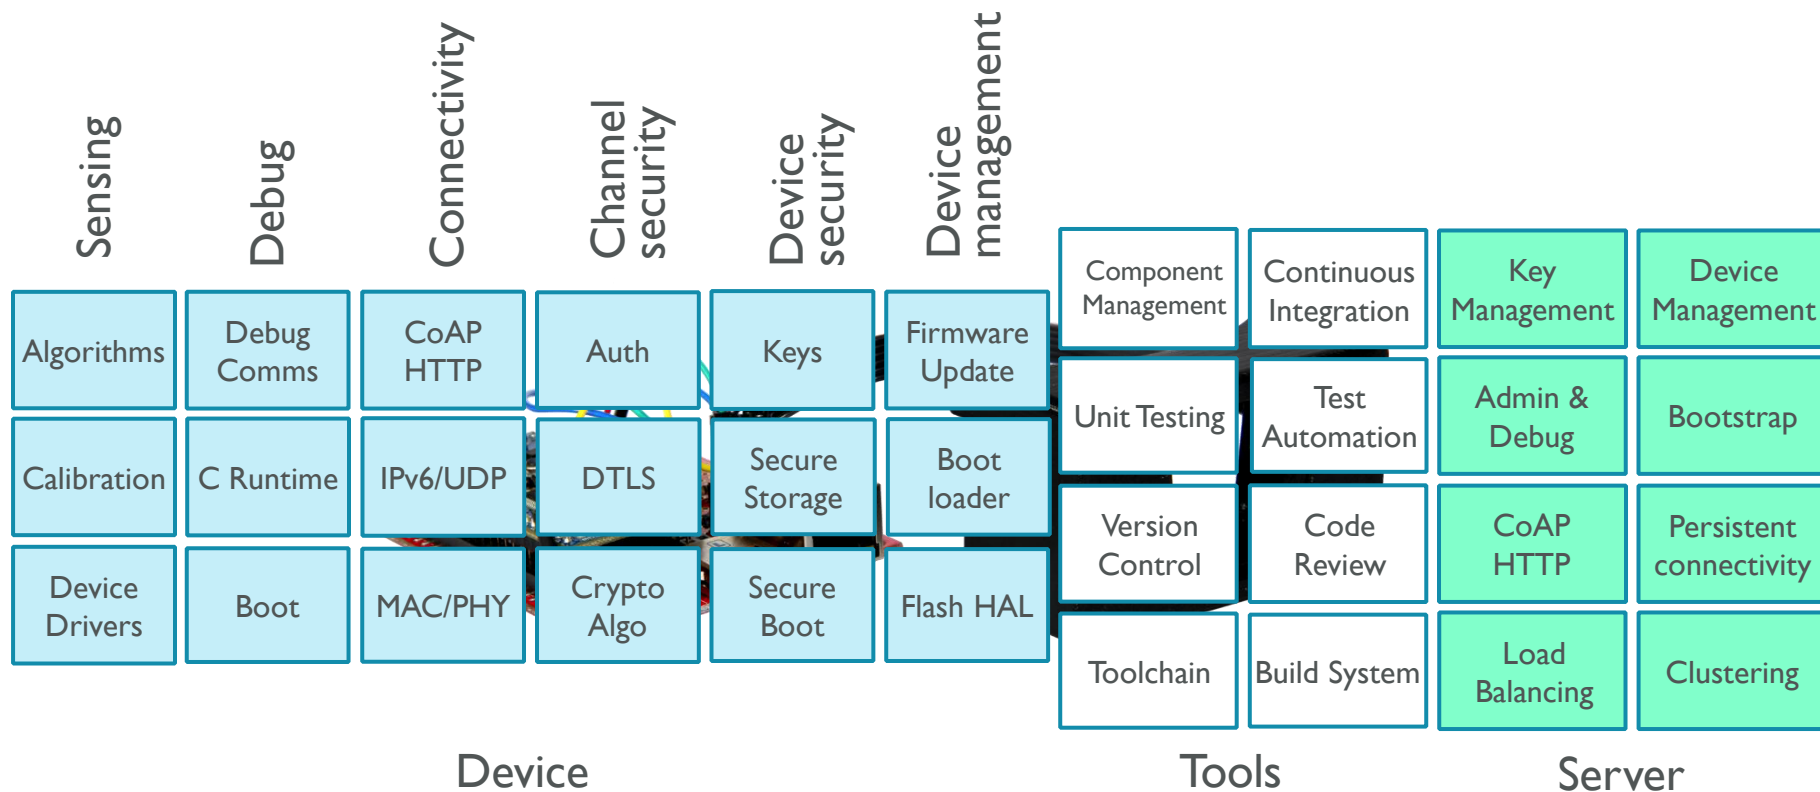 Sensing
Debug
Connectivity
Channel
security
Device
security
Device
management
Algorithms
Debug
Comms
CoAP
HTTP
Auth
Keys
Firmware
Update
Calibration
C Runtime
IPv6/UDP
DTLS
Secure
Storage
Boot
loader
Device
Drivers
Boot
MAC/PHY
Crypto
Algo
Secure
Boot
Flash HAL
Device
Component
Management
Continuous
Integration
Unit Testing
Test
Automation
Version
Control
Code
Review
Toolchain
Build System
Tools
Key
Management
Device
Management
Admin &
Debug
Bootstrap
CoAP
HTTP
Persistent
connectivity
Load
Balancing
Clustering
Server